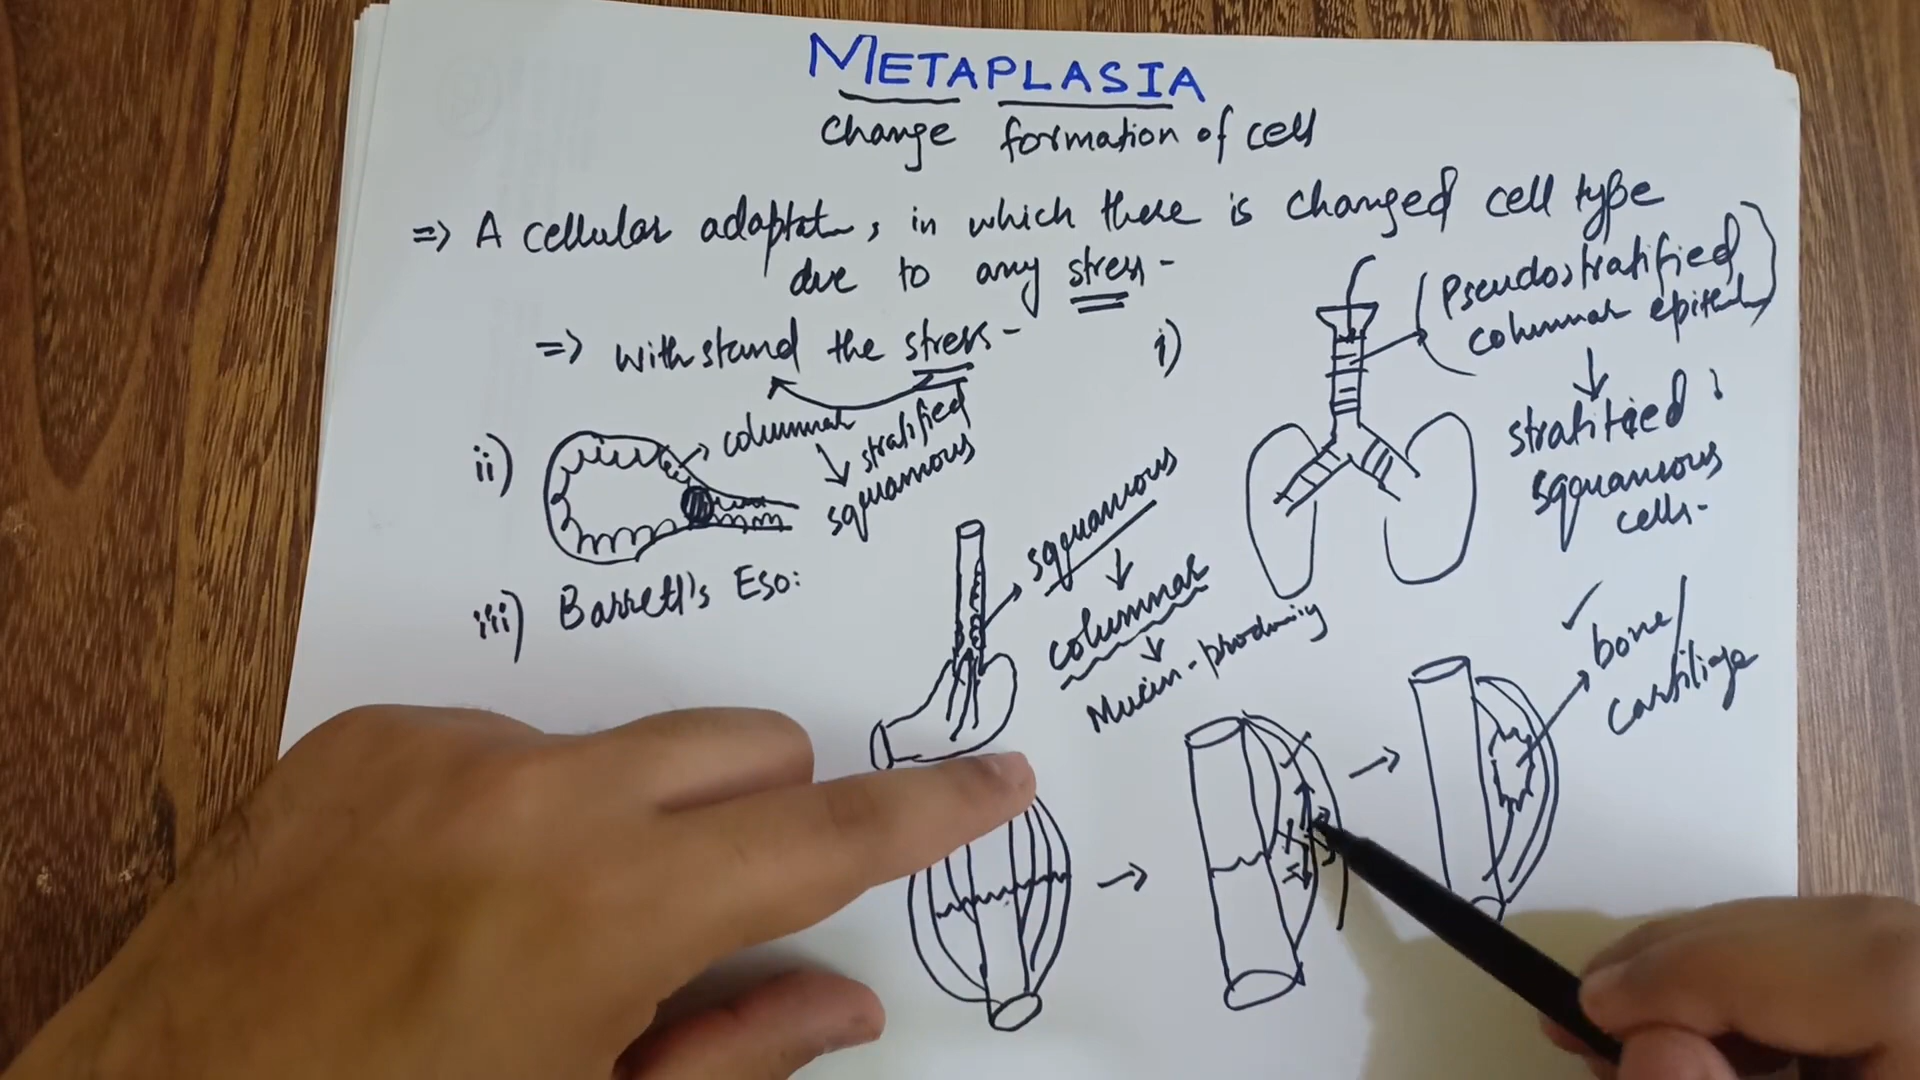 METAPLASIA
Change formation of cell
=> A cellular adaptatn, in which there is changed cell type
due to any stress -
=> withstand the stress -
i)
(Pseudostratified
columnar epithel)
stratified
squamous
cells.
ii)
columnar
stratified
squamous
iii) Barrett's Eso:
squamous
columnar
Mucin-producing
bone/
cartiliage